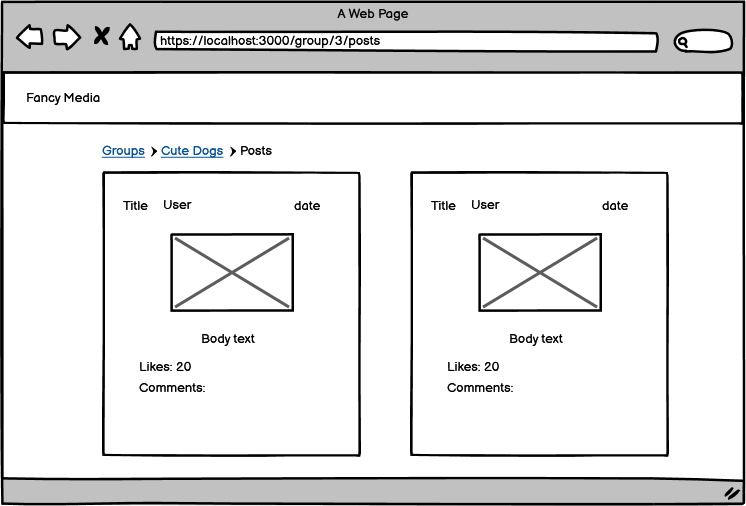 A Web Page
https://localhost:3000/group/3/posts
Fancy Media
Groups > Cute Dogs > Posts
Title User date
Body text
Likes: 20
Comments:
Title User date
Body text
Likes: 20
Comments: